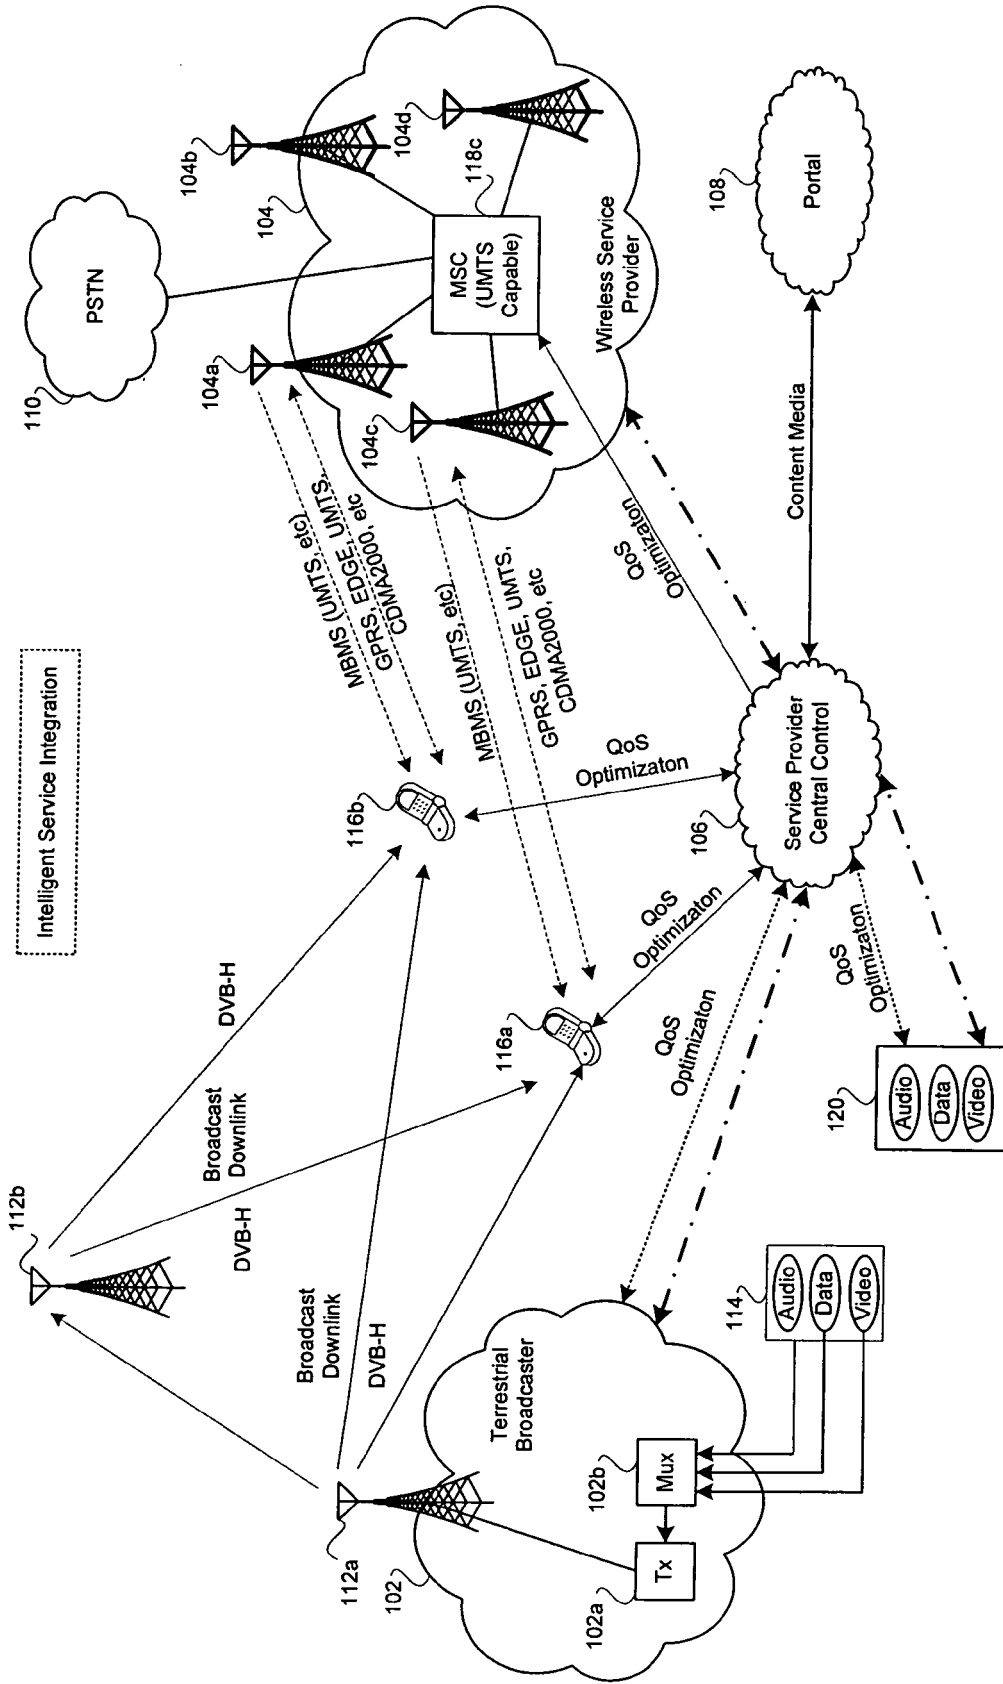 Intelligent Service Integration
110
PSTN
112b
DVB-H
Broadcast
Downlink
DVB-H
104a
104b
104
104c
104d
118c
MSC
(UMTS
Capable)
Wireless Service
Provider
MBMS (UMTS, etc)
GPRS, EDGE, UMTS,
CDMA2000, etc
MBMS (UMTS, etc)
GPRS, EDGE, UMTS,
CDMA2000, etc
116b
116a
Broadcast
Downlink
DVB-H
112a
102
Terrestrial
Broadcaster
102a
Tx
102b
Mux
114
Audio
Data
Video
QoS
Optimizaton
QoS
Optimizaton
QoS
Optimizaton
QoS
Optimizaton
QoS
Optimizaton
106
Service Provider
Central Control
120
Audio
Data
Video
Content Media
108
Portal